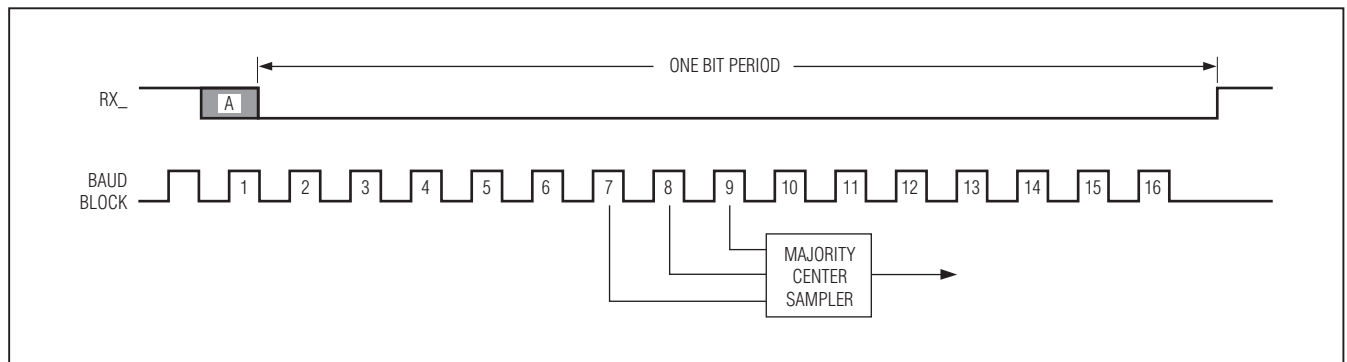 ONE BIT PERIOD
RX_
A
BAUD
BLOCK
1 2 3 4 5 6 7 8 9 10 11 12 13 14 15 16
MAJORITY
CENTER
SAMPLER